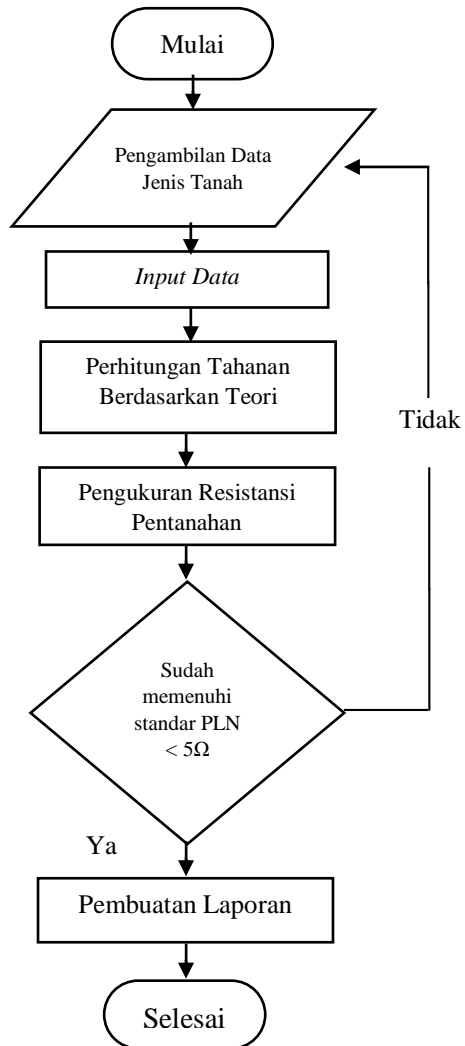 Mulai
Pengambilan Data
Jenis Tanah
Input Data
Perhitungan Tahanan
Berdasarkan Teori
Tidak
Pengukuran Resistansi
Pentanahan
Sudah
memenuhi
standar PLN
< 5Ω
Ya
Pembuatan Laporan
Selesai